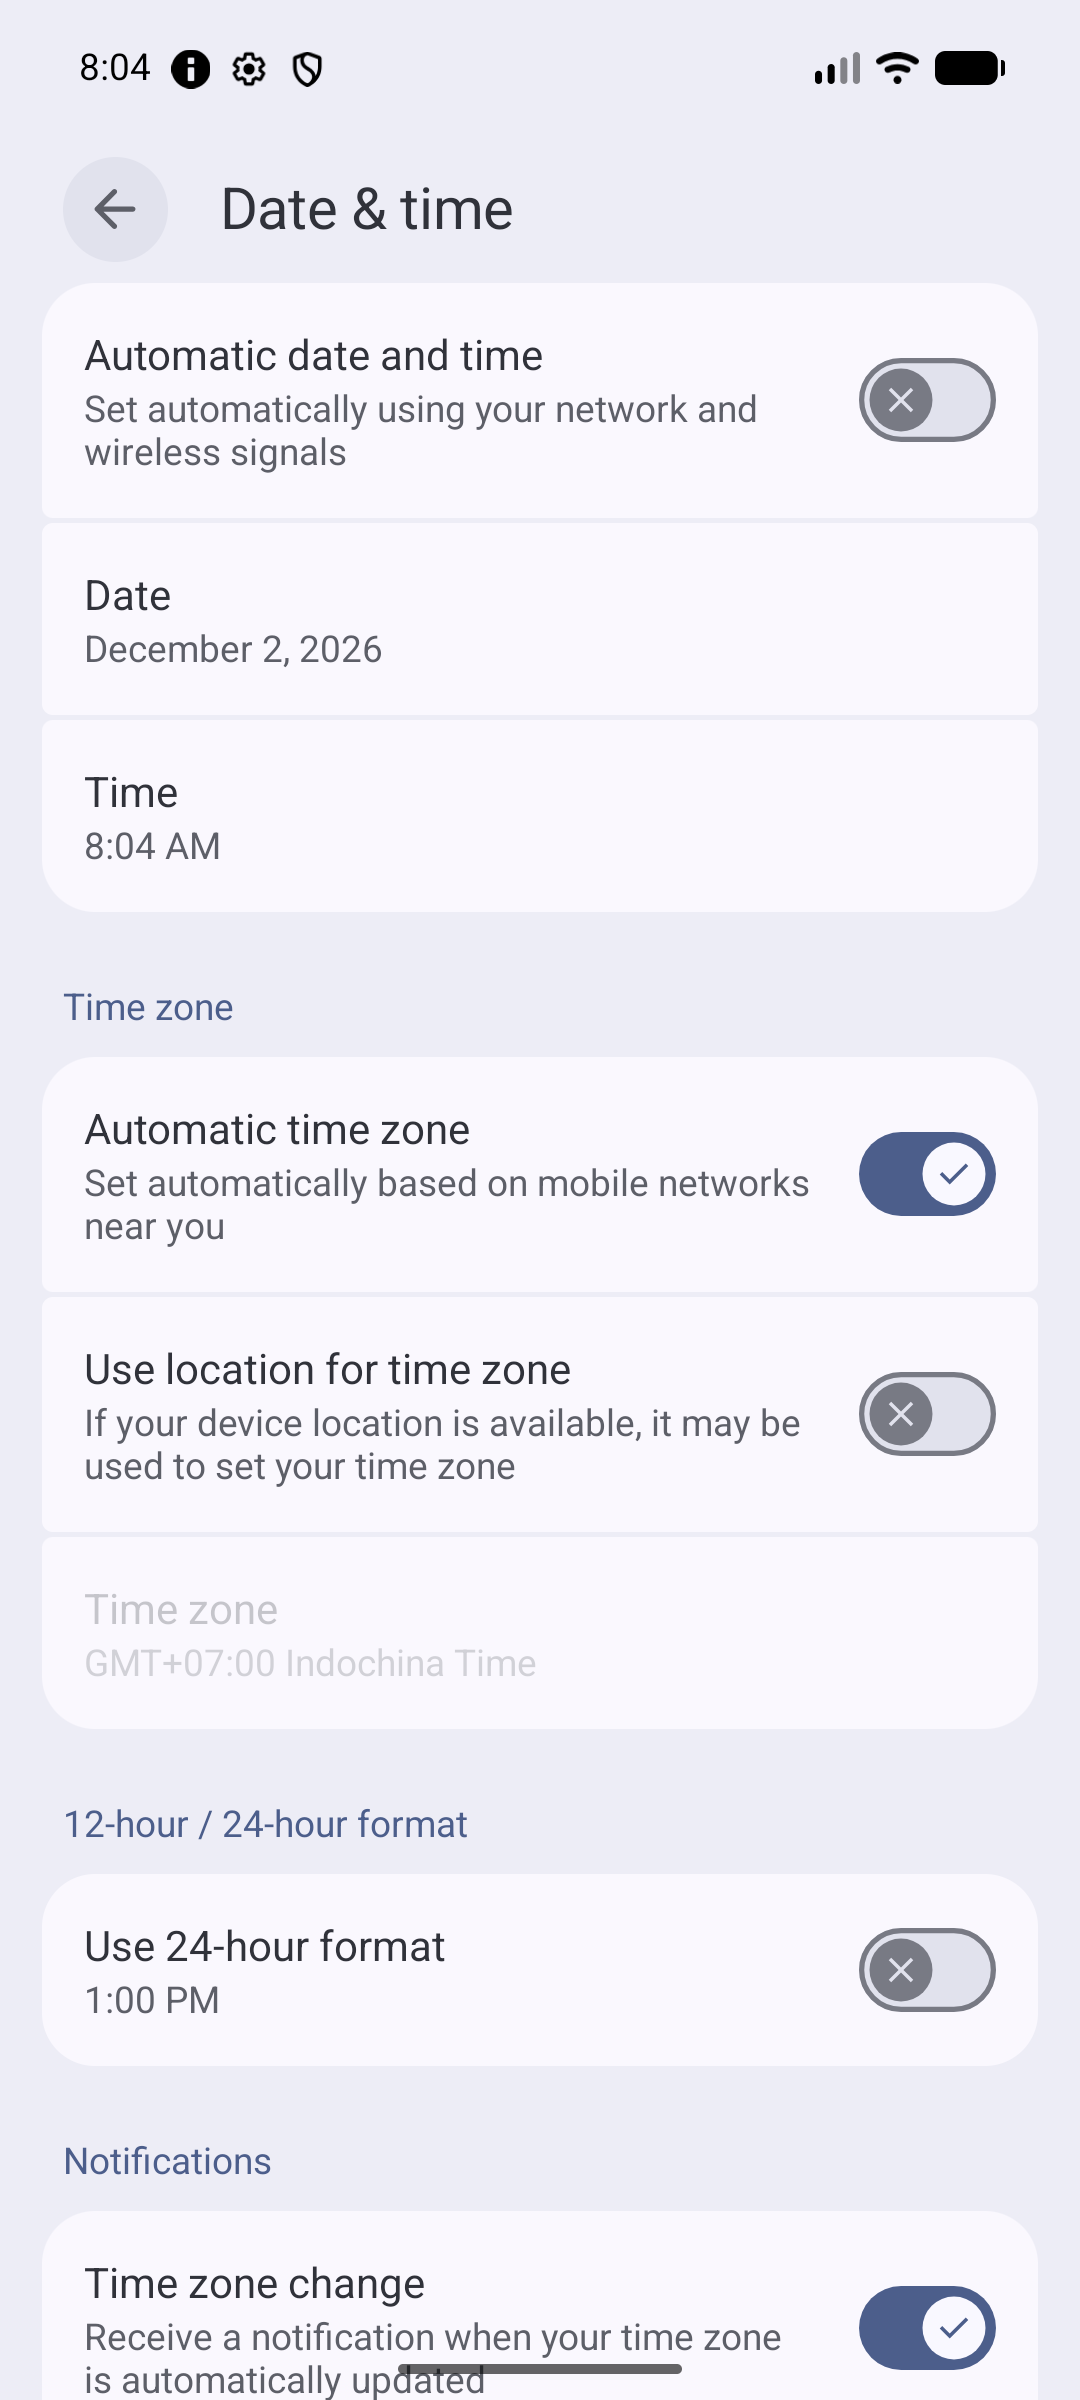 8:04
Date & time
Automatic date and time
Set automatically using your network and
wireless signals
Date
December 2, 2026
Time
8:04 AM
Time zone
Automatic time zone
Set automatically based on mobile networks
near you
Use location for time zone
If your device location is available, it may be
used to set your time zone
Time zone
GMT+07:00 Indochina Time
12-hour / 24-hour format
Use 24-hour format
1:00 PM
Notifications
Time zone change
Receive a notification when your time zone
is automatically updated